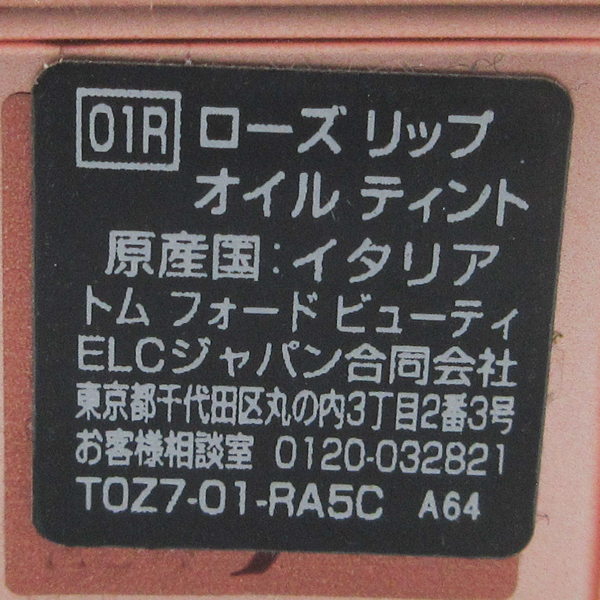 01R ローズ リップ
オイル ティント
原産国:イタリア
トム フォード ビューティ
ELCジャパン合同会社
東京都千代田区丸の内3丁目2番3号
お客様相談室 0120-032821
T0Z7-01-RA5C A64